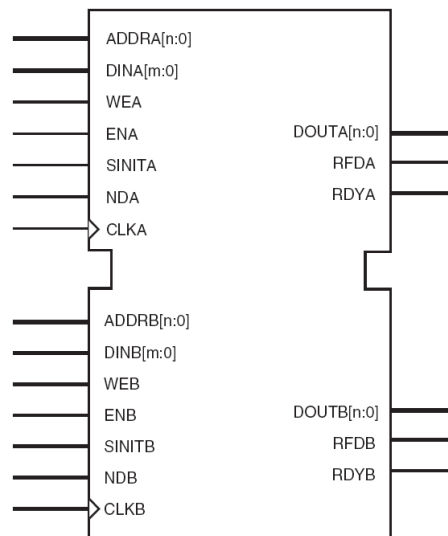 ADDRA[n:0]
DINA[m:0]
WEA
ENA
SINITA
NDA
CLKA
DOUTA[n:0]
RFDA
RDYA
ADDRB[n:0]
DINB[m:0]
WEB
ENB
SINITB
NDB
CLKB
DOUTB[n:0]
RFDB
RDYB